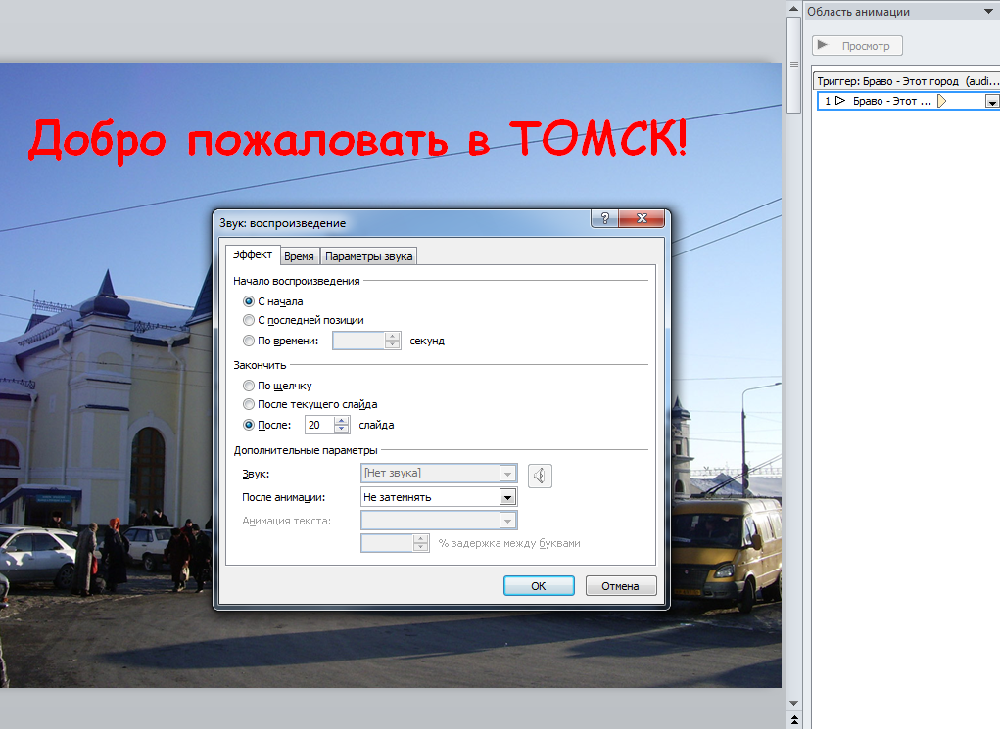 Область анимации
Просмотр
Триггер: Браво - Этот город (audi...
1 Браво - Этот ...
Добро пожаловать в ТОМСК!
Звук: воспроизведение
?
Эффект Время Параметры звука
Начало воспроизведения
С начала
С последней позиции
По времени: секунд
Закончить
По щелчку
После текущего слайда
После: 20 слайда
Дополнительные параметры
Звук: [Нет звука]
После анимации: Не затемнять
Анимация текста:
% задержка между буквами
ОК Отмена